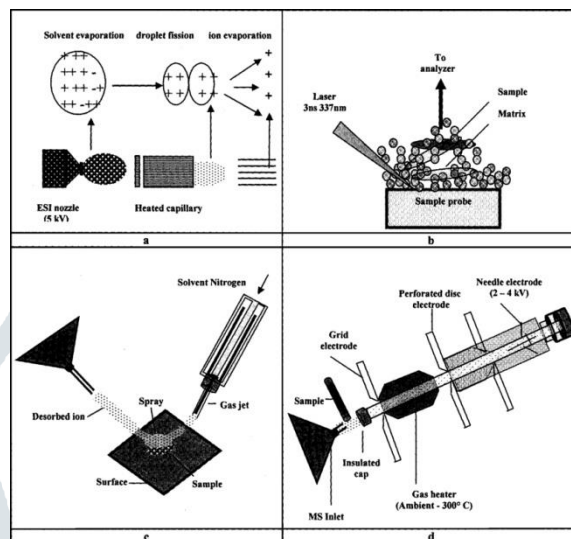 Solvent evaporation droplet fission ion evaporation
ESI nozzle
(5 kV)
Heated capillary
a
To
analyzer
Laser
3ns 337nm
Sample
Matrix
Sample probe
b
Solvent Nitrogen
Desorbed ion
Spray
Gas jet
Surface
Sample
c
Needle electrode
(2 – 4 kV)
Perforated disc
electrode
Grid
electrode
Sample
Insulated
cap
MS Inlet
Gas heater
(Ambient - 300° C)
d